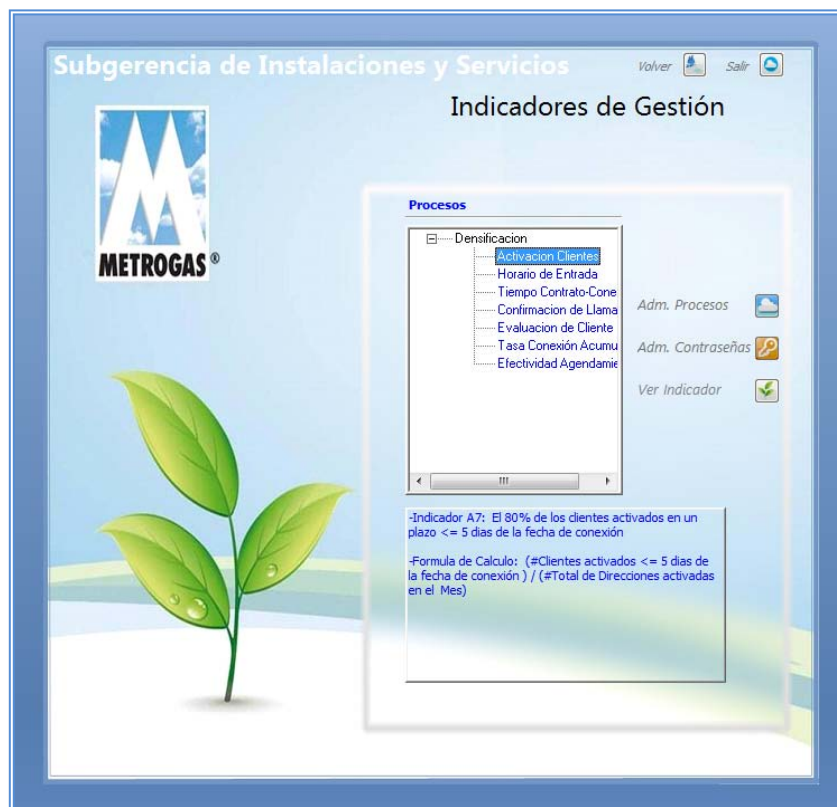 Subgerencia de Instalaciones y Servicios
Volver
Salir
Indicadores de Gestión
METROGAS®
Procesos
Densificacion
Activacion Clientes
Horario de Entrada
Tiempo Contrato-Cone
Confirmacion de Llama
Evaluacion de Cliente
Tasa Conexión Acumu
Efectividad Agendamie
Adm. Procesos
Adm. Contraseñas
Ver Indicador
-Indicador A7: El 80% de los clientes activados en un
plazo <= 5 dias de la fecha de conexión
-Formula de Calculo: (#Clientes activados <= 5 dias de
la fecha de conexión ) / (#Total de Direcciones activadas
en el Mes)